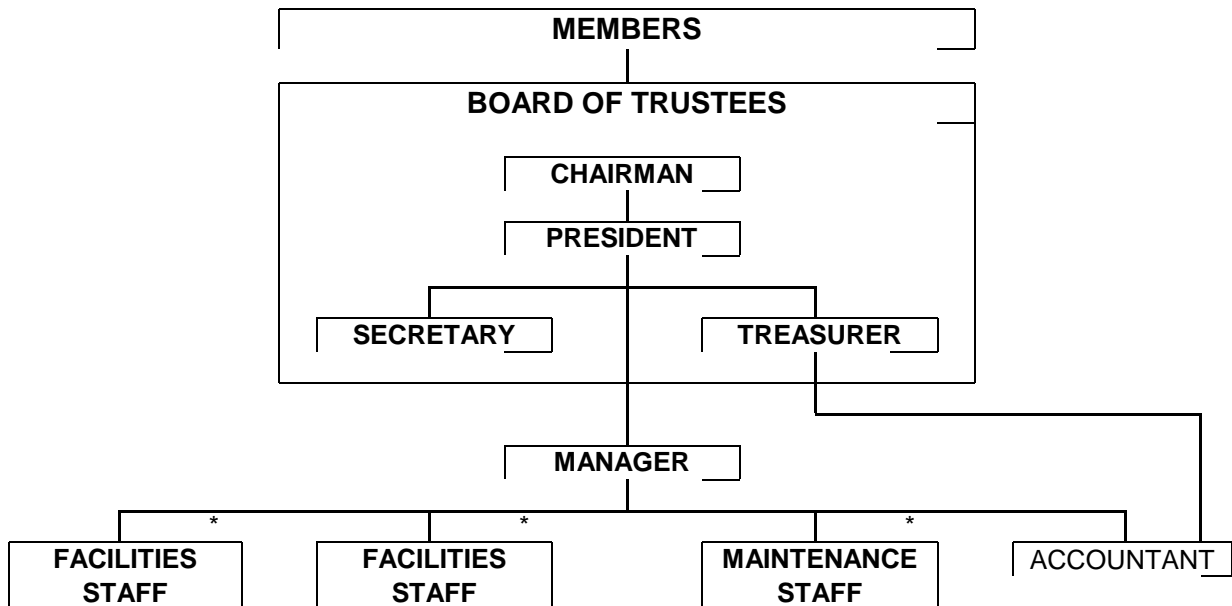 MEMBERS
BOARD OF TRUSTEES
CHAIRMAN
PRESIDENT
SECRETARY
TREASURER
MANAGER
*
*
*
FACILITIES
STAFF
FACILITIES
STAFF
MAINTENANCE
STAFF
ACCOUNTANT